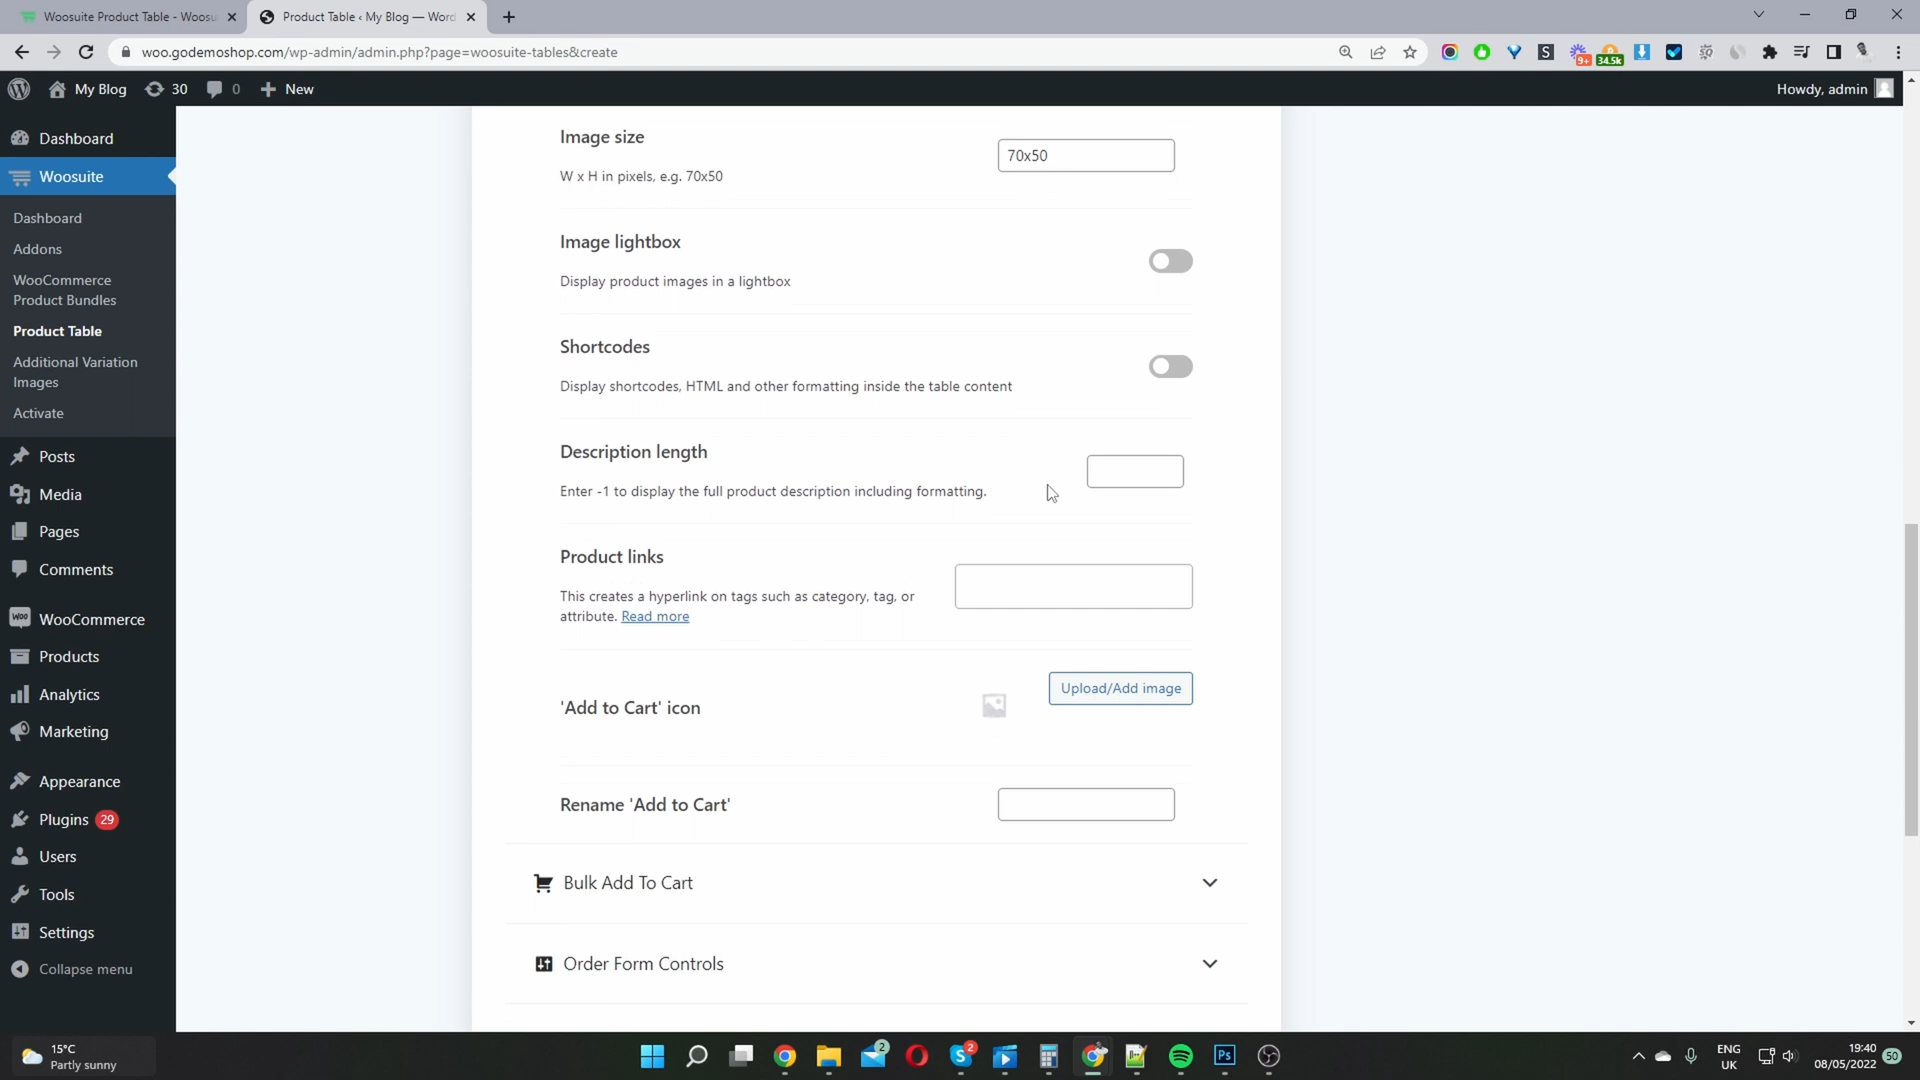 Woosuite Product Table - Woosu
Product Table ‹ My Blog — Word
woo.godemoshop.com/wp-admin/admin.php?page=woosuite-tables&create
9+
34.5k
My Blog
30
0
New
Howdy, admin
Dashboard
Woosuite
Dashboard
Addons
WooCommerce
Product Bundles
Product Table
Additional Variation
Images
Activate
Posts
Media
Pages
Comments
WooCommerce
Products
Analytics
Marketing
Appearance
Plugins 29
Users
Tools
Settings
Collapse menu
Image size
70x50
W x H in pixels, e.g. 70x50
Image lightbox
Display product images in a lightbox
Shortcodes
Display shortcodes, HTML and other formatting inside the table content
Description length
Enter -1 to display the full product description including formatting.
Product links
This creates a hyperlink on tags such as category, tag, or
attribute. Read more
'Add to Cart' icon
Upload/Add image
Rename 'Add to Cart'
Bulk Add To Cart
Order Form Controls
15°C
Partly sunny
2
2
Ps
ENG
UK
19:40
08/05/2022
50